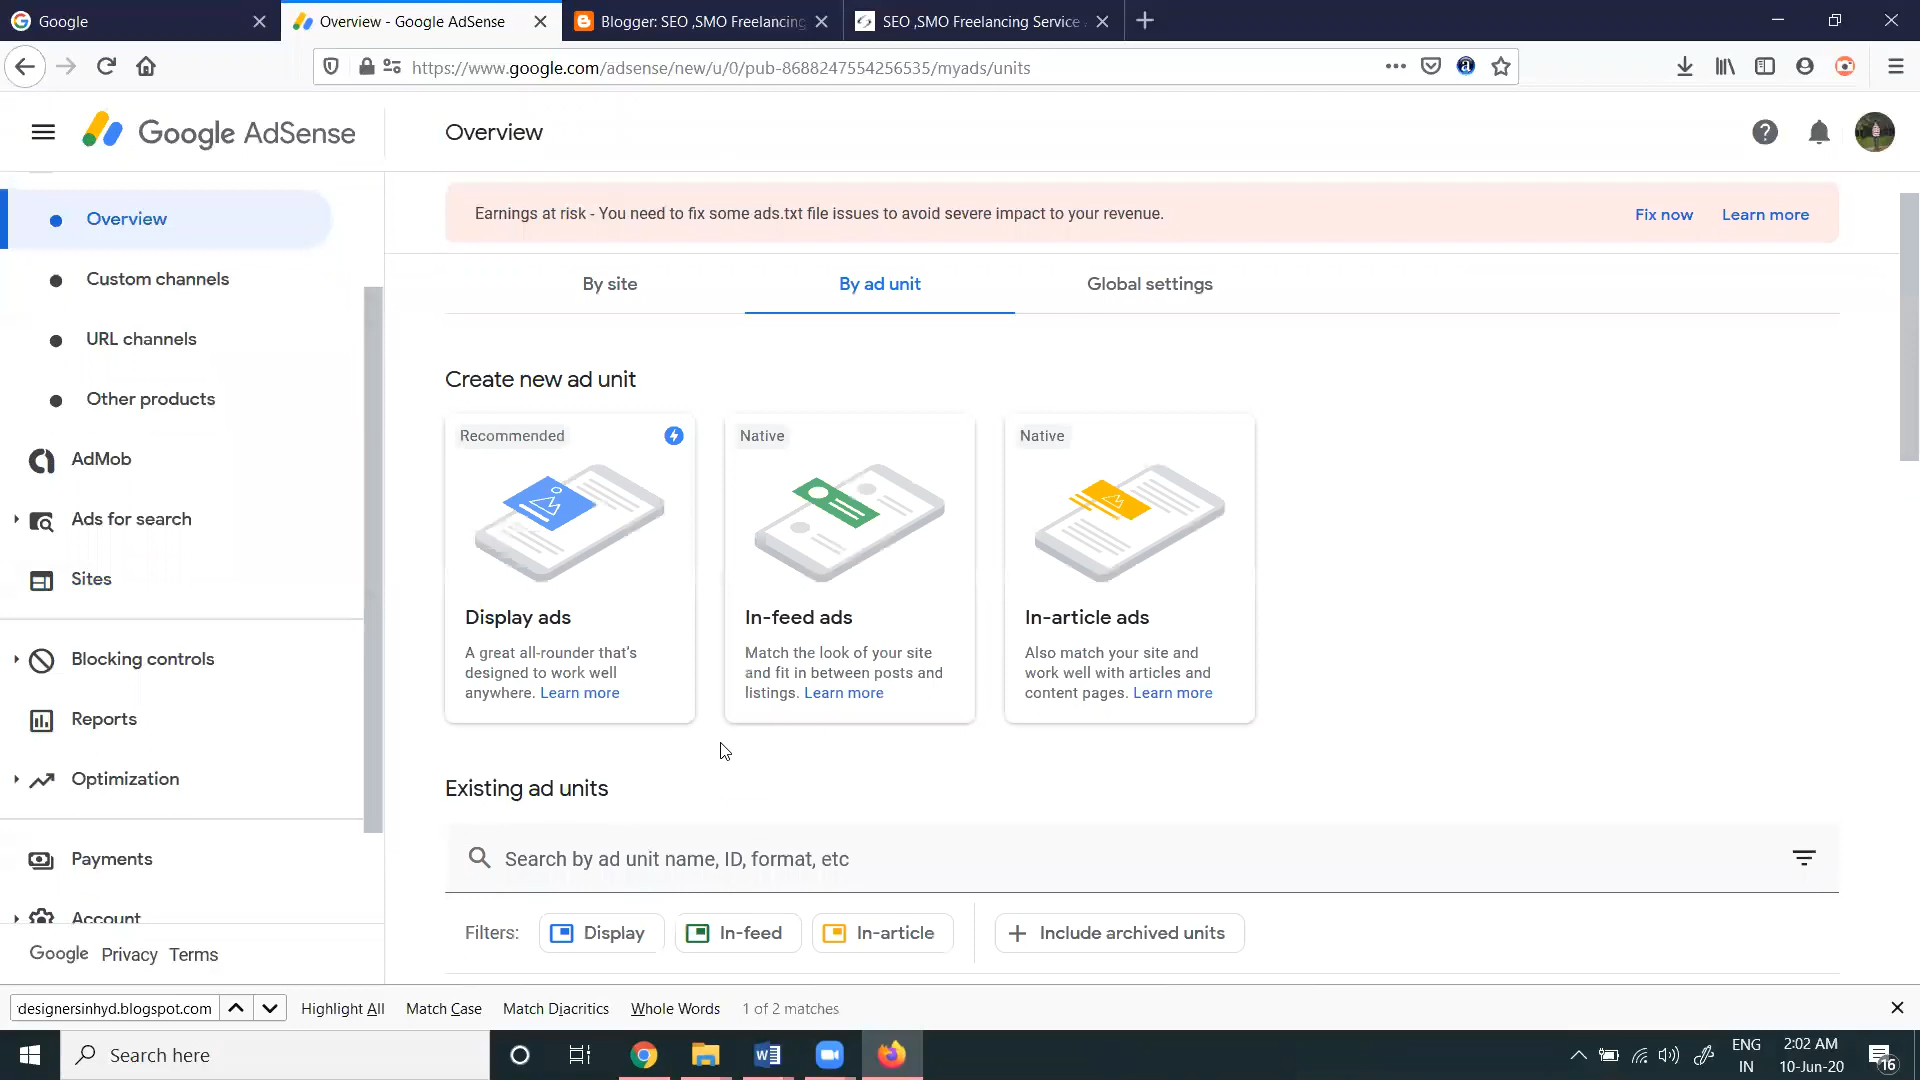 Google
Overview - Google AdSense
Blogger: SEO ,SMO Freelancing
SEO ,SMO Freelancing Service
https://www.google.com/adsense/new/u/0/pub-8688247554256535/myads/units
Google AdSense
Overview
Overview
Custom channels
URL channels
Other products
AdMob
Ads for search
Sites
Blocking controls
Reports
Optimization
Payments
Account
Google Privacy Terms
Earnings at risk - You need to fix some ads.txt file issues to avoid severe impact to your revenue.
Fix now
Learn more
By site
By ad unit
Global settings
Create new ad unit
Recommended
Display ads
A great all-rounder that's
designed to work well
anywhere. Learn more
Native
In-feed ads
Match the look of your site
and fit in between posts and
listings. Learn more
Native
In-article ads
Also match your site and
work well with articles and
content pages. Learn more
Existing ad units
Search by ad unit name, ID, format, etc
Filters:
Display
In-feed
In-article
Include archived units
designersinhyd.blogspot.com
Highlight All
Match Case
Match Diacritics
Whole Words
1 of 2 matches
Search here
ENG
IN
2:02 AM
10-Jun-20
16